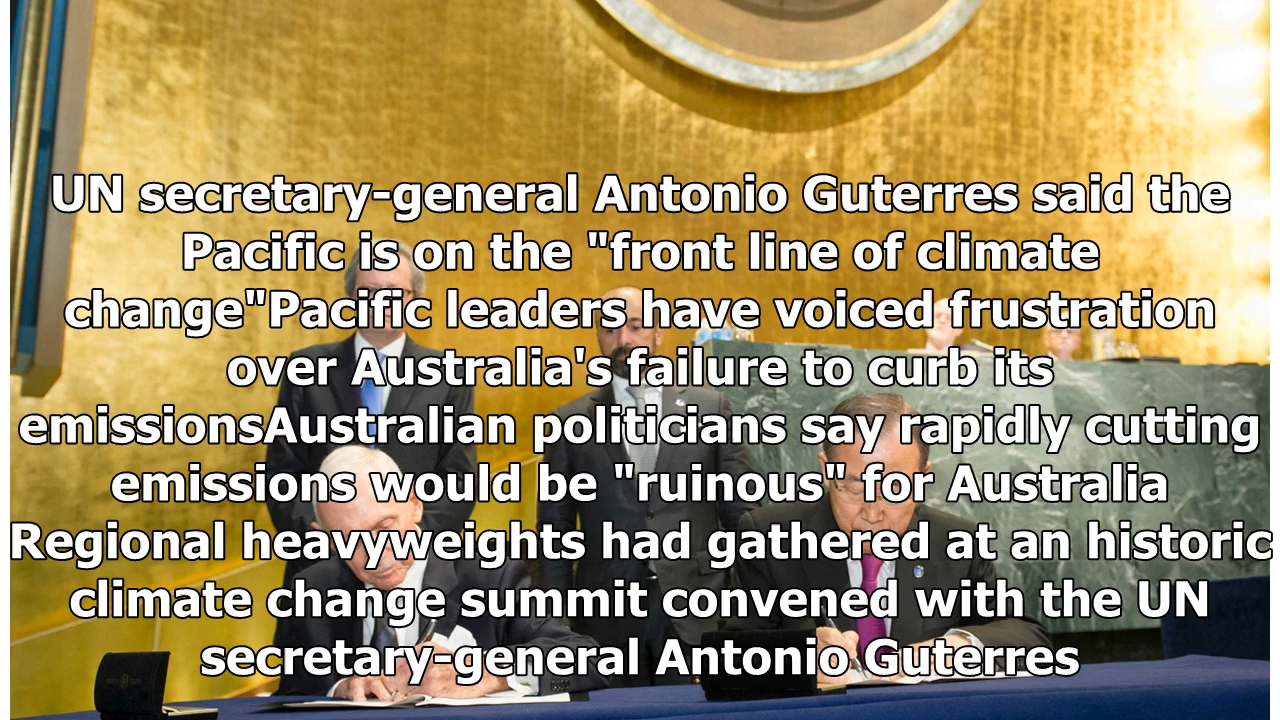 UN secretary-general Antonio Guterres said the
Pacific is on the "front line of climate
change"Pacific leaders have voiced frustration
over Australia's failure to curb its
emissionsAustralian politicians say rapidly cutting
emissions would be "ruinous" for Australia
Regional heavyweights had gathered at an historic
climate change summit convened with the UN
secretary-general Antonio Guterres